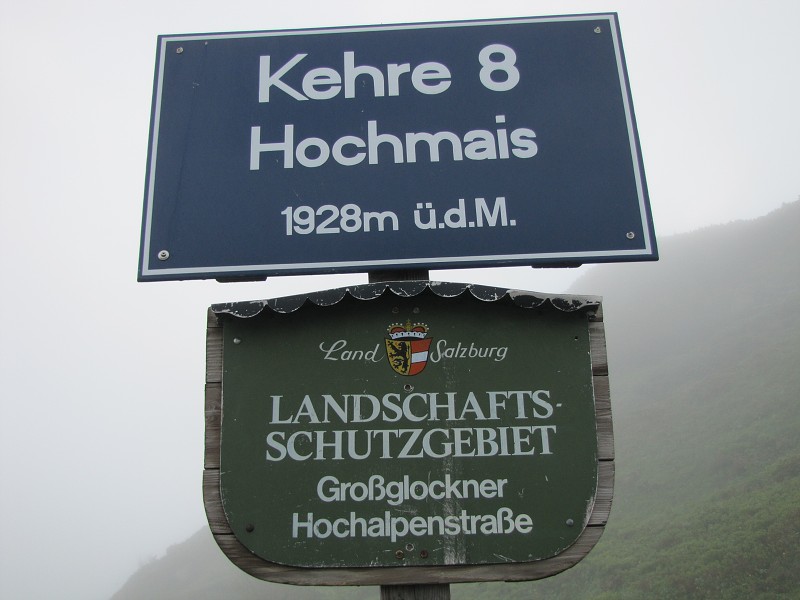 Kehre 8
Hochmais
1928m ü.d.M.
Land Salzburg
LANDSCHAFTS-
SCHUTZGEBIET
Großglockner
Hochalpenstraße